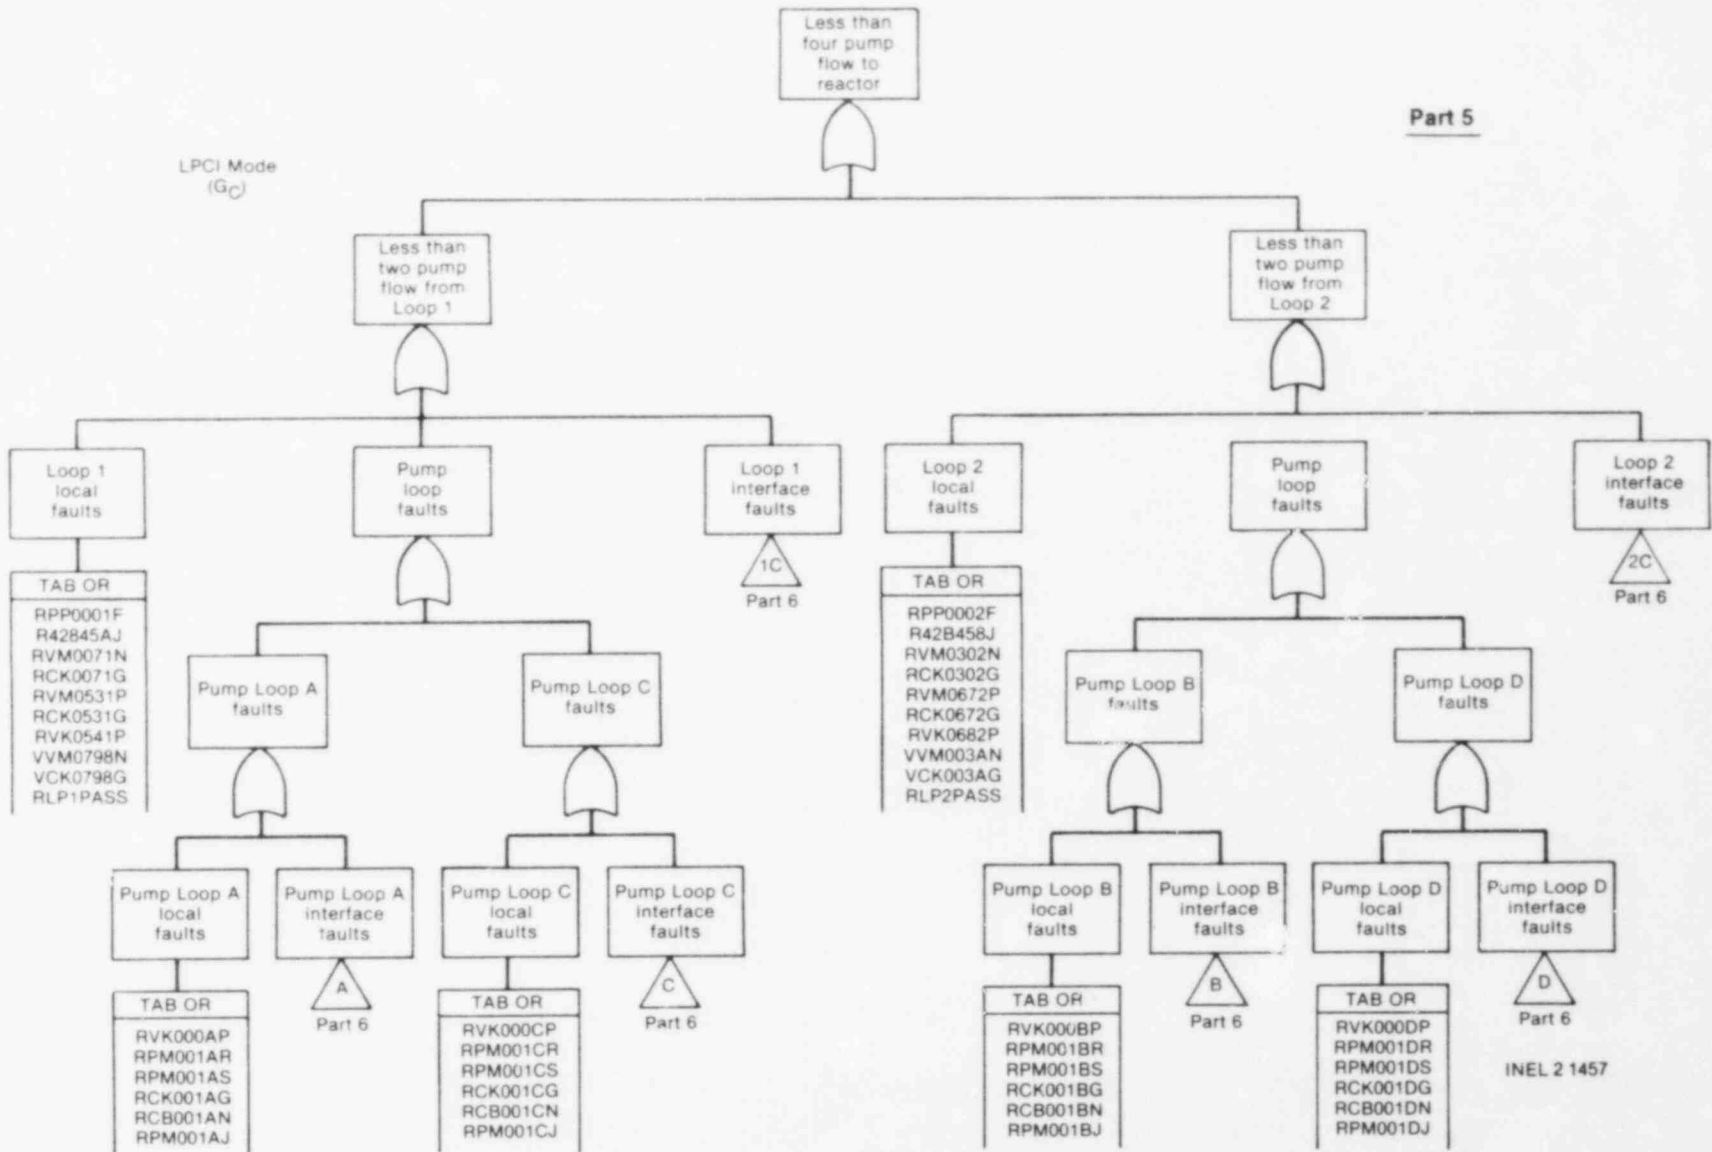 Less than
four pump
flow to
reactor
Part 5
LPCI Mode
(GC)
Less than
two pump
flow from
Loop 1
Less than
two pump
flow from
Loop 2
Loop 1
local
faults
Pump
loop
faults
Loop 1
interface
faults
Loop 2
local
faults
Pump
loop
faults
Loop 2
interface
faults
1C
Part 6
2C
Part 6
TAB OR
RPP0001F
R42845AJ
RVM0071N
RCK0071G
RVM0531P
RCK0531G
RVK0541P
VVM0798N
VCK0798G
RLP1PASS
TAB OR
RPP0002F
R42B458J
RVM0302N
RCK0302G
RVM0672P
RCK0672G
RVK0682P
VVM003AN
VCK003AG
RLP2PASS
Pump Loop A
faults
Pump Loop C
faults
Pump Loop B
faults
Pump Loop D
faults
Pump Loop A
local
faults
Pump Loop A
interface
faults
Pump Loop C
local
faults
Pump Loop C
interface
faults
Pump Loop B
local
faults
Pump Loop B
interface
faults
Pump Loop D
local
faults
Pump Loop D
interface
faults
A
Part 6
C
Part 6
B
Part 6
D
Part 6
TAB OR
RVK000AP
RPM001AR
RPM001AS
RCK001AG
RCB001AN
RPM001AJ
TAB OR
RVK000CP
RPM001CR
RPM001CS
RCK001CG
RCB001CN
RPM001CJ
TAB OR
RVK000BP
RPM001BR
RPM001BS
RCK001BG
RCB001BN
RPM001BJ
TAB OR
RVK000DP
RPM001DR
RPM001DS
RCK001DG
RCB001DN
RPM001DJ
INEL 2 1457